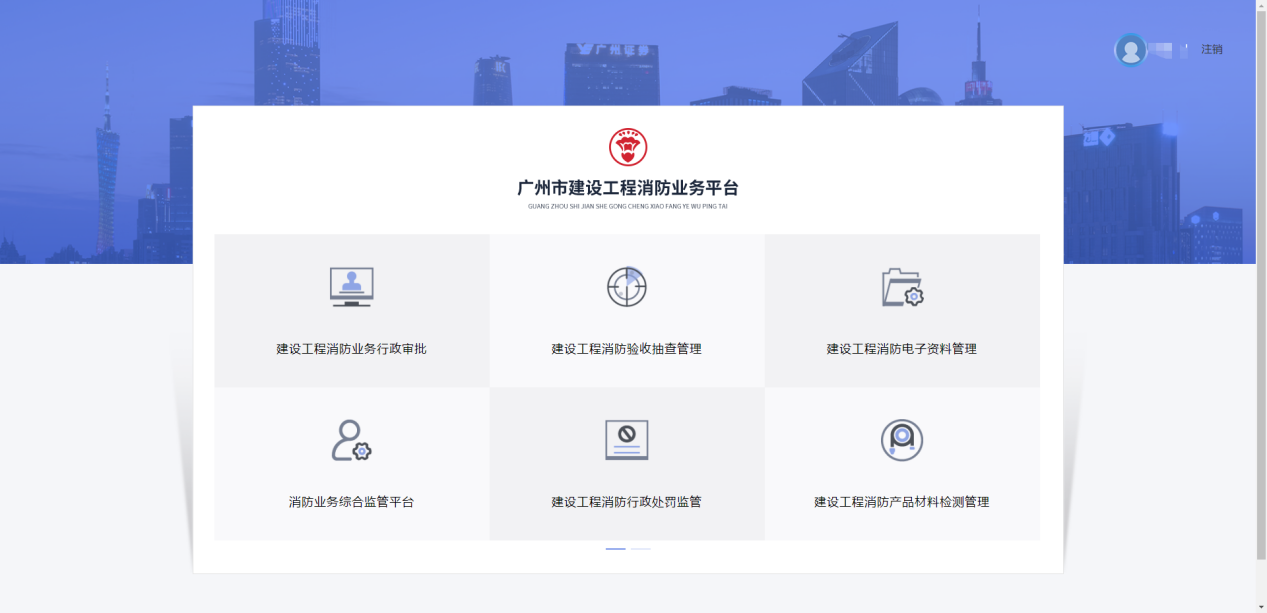 注销
广州市建设工程消防业务平台
GUANG ZHOU SHI JIAN SHE GONG CHENG XIAO FANG YE WU PING TAI
建设工程消防业务行政审批
建设工程消防验收抽查管理
建设工程消防电子资料管理
消防业务综合监管平台
建设工程消防行政处罚监管
建设工程消防产品材料检测管理